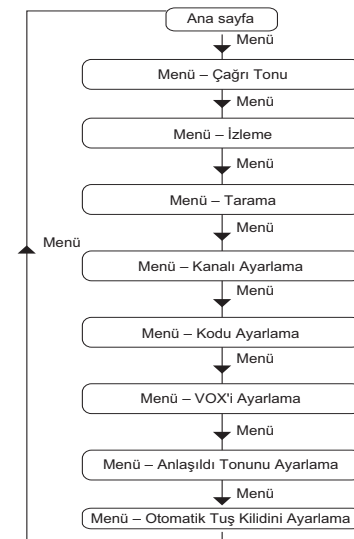 Ana sayfa
Menü
Menü – Çağrı Tonu
Menü
Menü – İzleme
Menü
Menü – Tarama
Menü
Menü
Menü – Kanalı Ayarlama
Menü
Menü – Kodu Ayarlama
Menü
Menü – VOX'i Ayarlama
Menü
Menü – Anlaşıldı Tonunu Ayarlama
Menü
Menü – Otomatik Tuş Kilidini Ayarlama